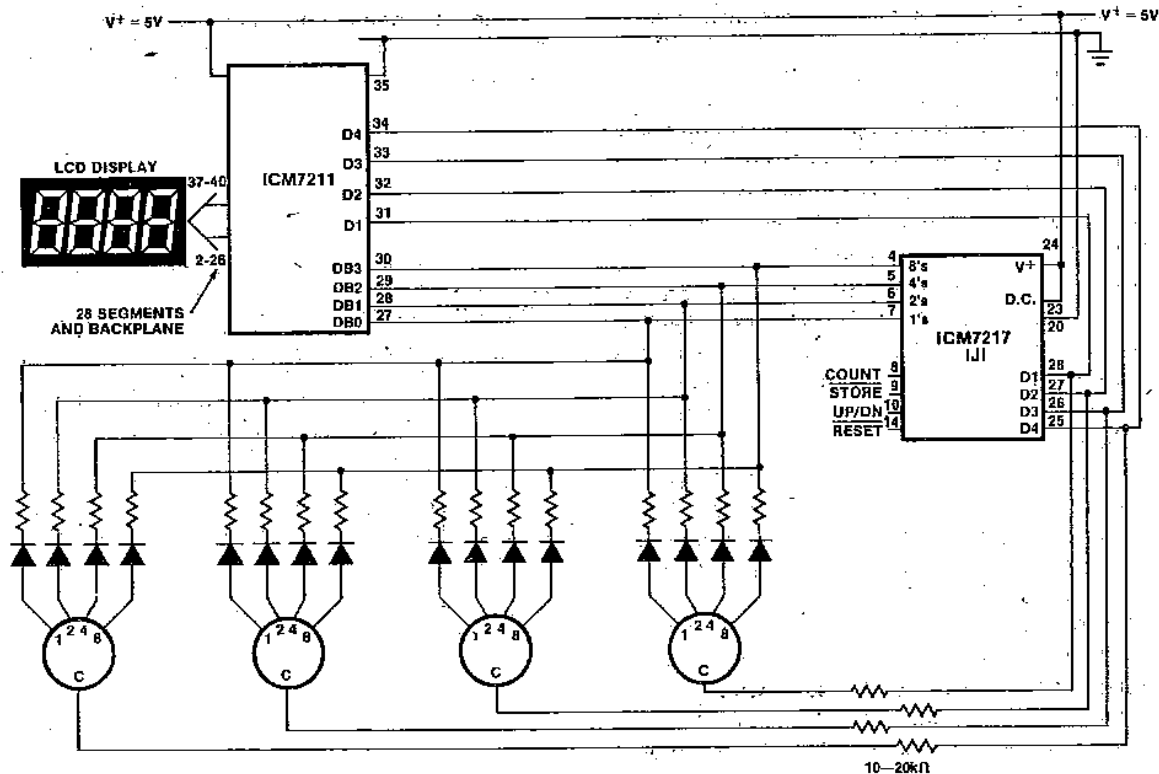 V+ = 5V
V+ = 5V
35
D4 34
D3 33
LCD DISPLAY
37-40
ICM7211
D2 32
D1 31
2-26
DB3 30
DB2 29
DB1 28
DB0 27
28 SEGMENTS
AND BACKPLANE
24
4 8's V+
5 4's
6 2's D.C.
23
7 1's 20
ICM7217
IJI
COUNT 8
STORE 9
UP/DN 10
RESET 14
D1 28
D2 27
D3 26
D4 25
1 2 4 8
C
1 2 4 8
C
1 2 4 8
C
1 2 4 8
C
10—20kΩ